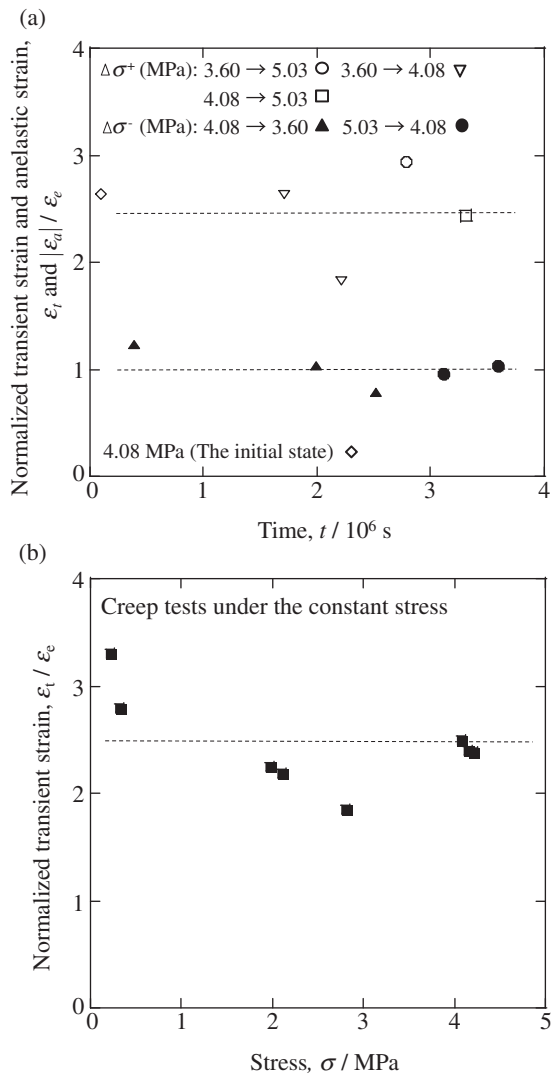 (a)
Normalized transient strain and anelastic strain,
εt and |εa| / εe
4
3
2
1
0
Δσ+ (MPa): 3.60 → 5.03 ○ 3.60 → 4.08 ▽
4.08 → 5.03 □
Δσ- (MPa): 4.08 → 3.60 ▲ 5.03 → 4.08 ●
4.08 MPa (The initial state) ◇
0 1 2 3 4
Time, t / 10⁶ s
(b)
Normalized transient strain, εt / εe
4
3
2
1
0
Creep tests under the constant stress
0 1 2 3 4 5
Stress, σ / MPa